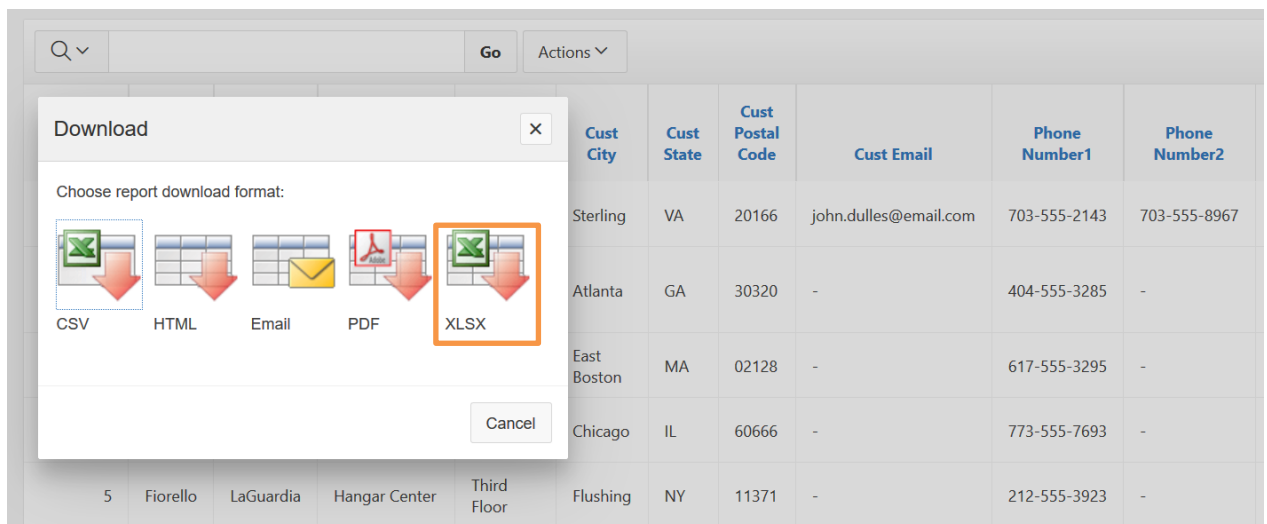 Go
Actions
Download
Choose report download format:
CSV
HTML
Email
PDF
XLSX
Adobe
Cancel
Cust
City
Cust
State
Cust
Postal
Code
Cust Email
Phone
Number1
Phone
Number2
Sterling VA 20166 john.dulles@email.com 703-555-2143 703-555-8967
Atlanta GA 30320 - 404-555-3285 -
East
Boston MA 02128 - 617-555-3295 -
Chicago IL 60666 - 773-555-7693 -
5 Fiorello LaGuardia Hangar Center Third
Floor Flushing NY 11371 - 212-555-3923 -